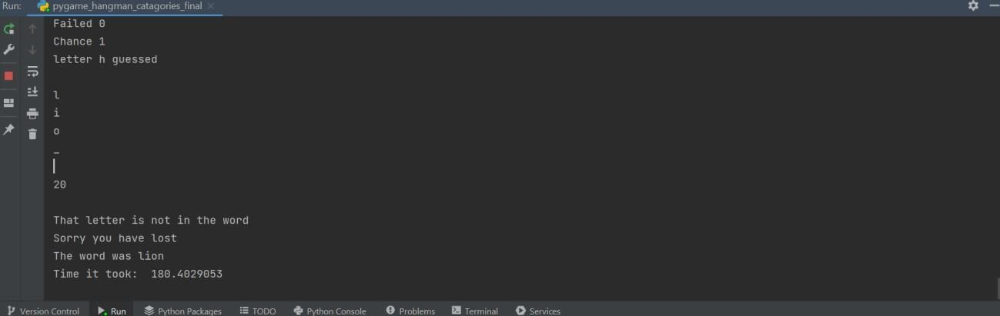 Run: pygame_hangman_catagories_final
Failed 0
Chance 1
letter h guessed
l
i
o
_
20
That letter is not in the word
Sorry you have lost
The word was lion
Time it took:  180.4029053
Version Control Run Python Packages TODO Python Console Problems Terminal Services